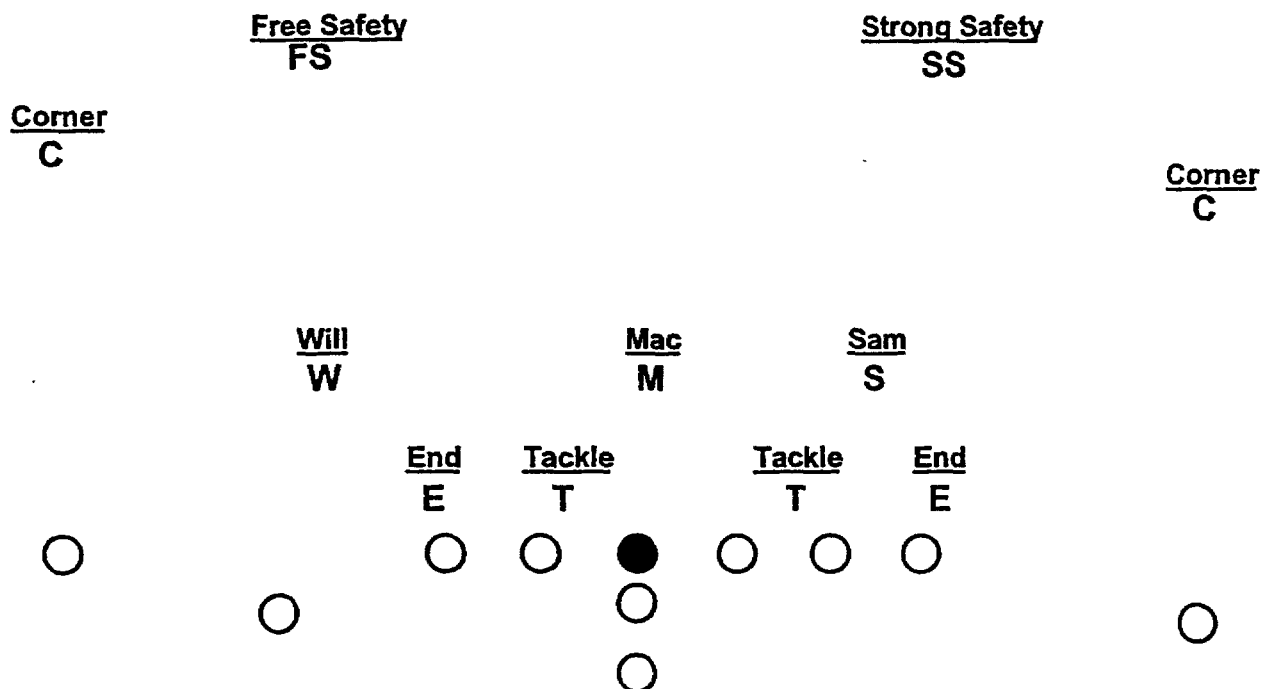 Free Safety
FS
Strong Safety
SS
Corner
C
Corner
C
Will
W
Mac
M
Sam
S
End
E
Tackle
T
Tackle
T
End
E